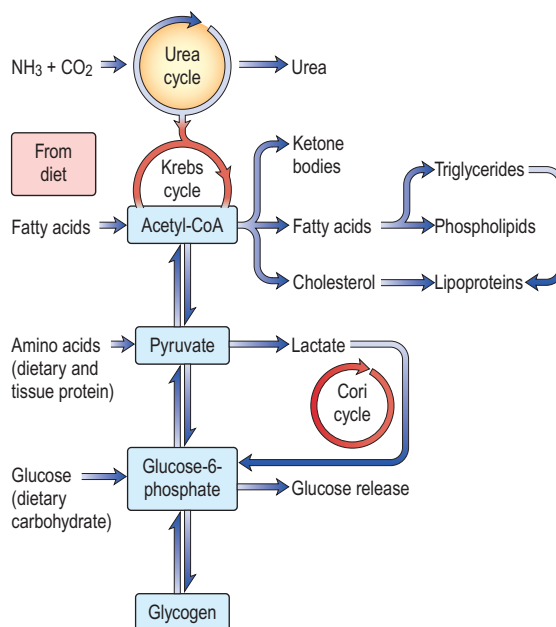 Urea
cycle
NH3 + CO2
Urea
From
diet
Krebs
cycle
Ketone
bodies
Triglycerides
Fatty acids
Acetyl-CoA
Fatty acids
Phospholipids
Cholesterol
Lipoproteins
Amino acids
(dietary and
tissue protein)
Pyruvate
Lactate
Cori
cycle
Glucose
(dietary
carbohydrate)
Glucose-6-
phosphate
Glucose release
Glycogen